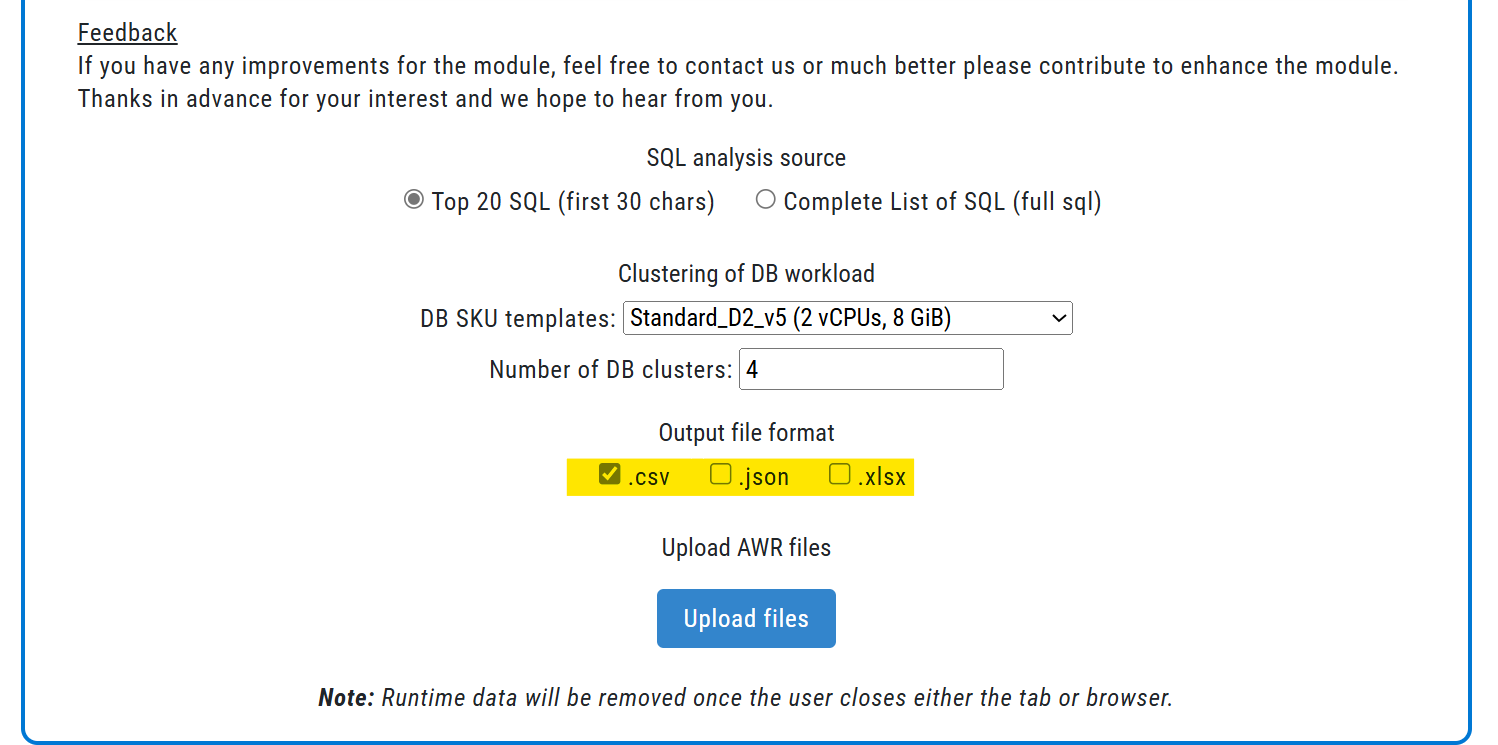 Feedback
If you have any improvements for the module, feel free to contact us or much better please contribute to enhance the module.
Thanks in advance for your interest and we hope to hear from you.
SQL analysis source
Top 20 SQL (first 30 chars) Complete List of SQL (full sql)
Clustering of DB workload
DB SKU templates: Standard_D2_v5 (2 vCPUs, 8 GiB)
Number of DB clusters: 4
Output file format
.csv .json .xlsx
Upload AWR files
Upload files
Note: Runtime data will be removed once the user closes either the tab or browser.